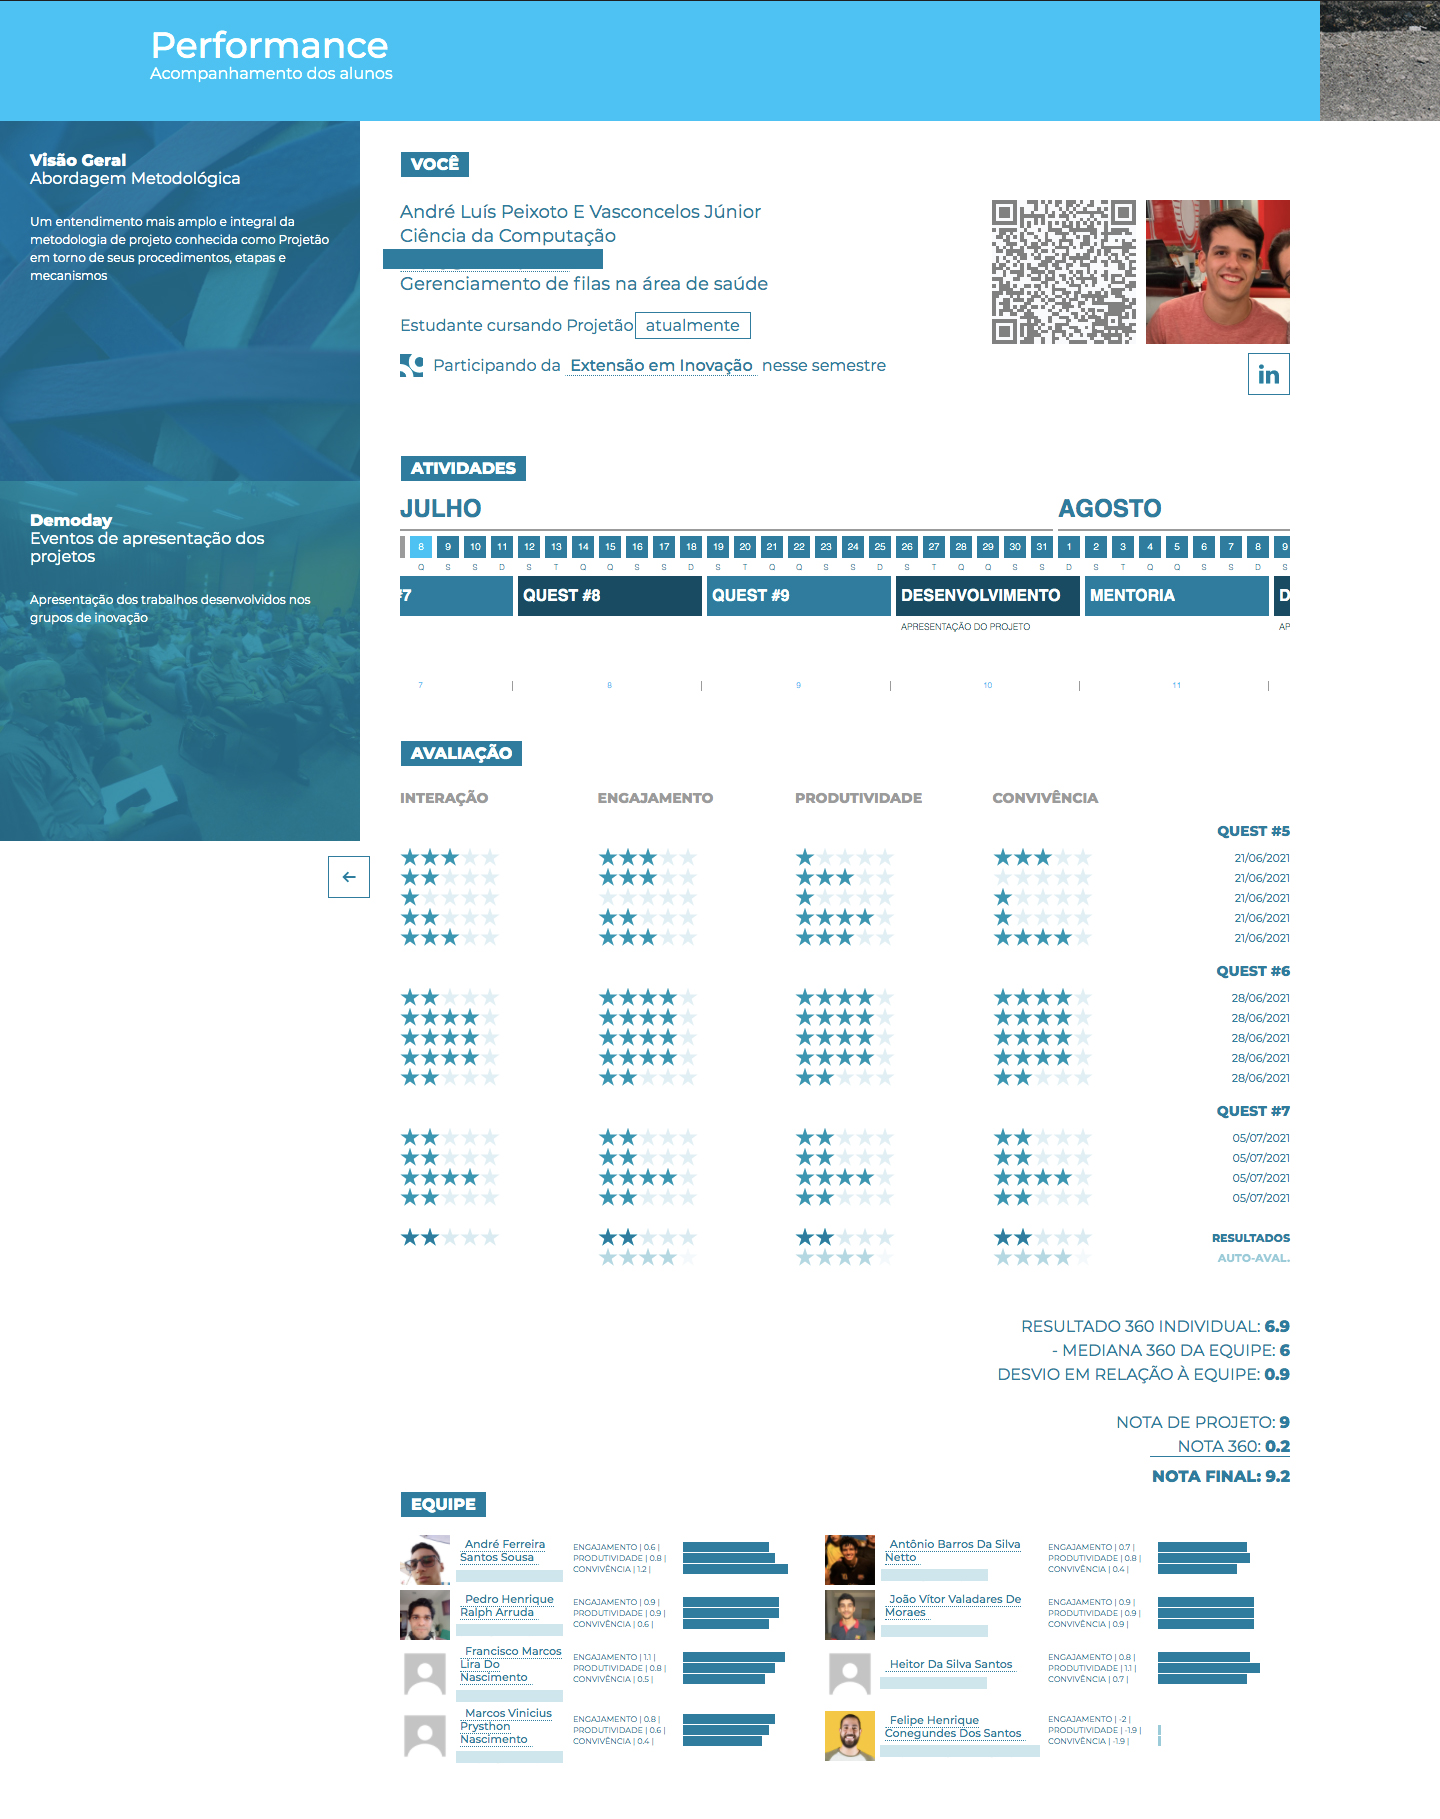 Performance
Acompanhamento dos alunos
Visão Geral
Abordagem Metodológica
Um entendimento mais amplo e integral da
metodologia de projeto conhecida como Projetão
em torno de seus procedimentos, etapas e
mecanismos
Demoday
Eventos de apresentação dos
projetos
Apresentação dos trabalhos desenvolvidos nos
grupos de inovação
VOCÊ
André Luís Peixoto E Vasconcelos Júnior
Ciência da Computação
Gerenciamento de filas na área de saúde
Estudante cursando Projetão atualmente
Participando da Extensão em Inovação nesse semestre
in
ATIVIDADES
JULHO AGOSTO
8 9 10 11 12 13 14 15 16 17 18 19 20 21 22 23 24 25 26 27 28 29 30 31 1 2 3 4 5 6 7 8 9
Q S S D S T Q Q S S D S T Q Q S S D S T Q Q S S D S T Q Q S S D S
#7 QUEST #8 QUEST #9 DESENVOLVIMENTO MENTORIA D
APRESENTAÇÃO DO PROJETO AP
7 8 9 10 11
AVALIAÇÃO
INTERAÇÃO ENGAJAMENTO PRODUTIVIDADE CONVIVÊNCIA
QUEST #5
21/06/2021
21/06/2021
21/06/2021
21/06/2021
21/06/2021
QUEST #6
28/06/2021
28/06/2021
28/06/2021
28/06/2021
28/06/2021
QUEST #7
05/07/2021
05/07/2021
05/07/2021
05/07/2021
RESULTADOS
AUTO-AVAL.
RESULTADO 360 INDIVIDUAL: 6.9
- MEDIANA 360 DA EQUIPE: 6
DESVIO EM RELAÇÃO À EQUIPE: 0.9
NOTA DE PROJETO: 9
NOTA 360: 0.2
NOTA FINAL: 9.2
EQUIPE
André Ferreira
Santos Sousa
ENGAJAMENTO | 0.6 |
PRODUTIVIDADE | 0.8 |
CONVIVÊNCIA | 1.2 |
Antônio Barros Da Silva
Netto
ENGAJAMENTO | 0.7 |
PRODUTIVIDADE | 0.8 |
CONVIVÊNCIA | 0.4 |
Pedro Henrique
Ralph Arruda
ENGAJAMENTO | 0.9 |
PRODUTIVIDADE | 0.9 |
CONVIVÊNCIA | 0.6 |
João Vítor Valadares De
Moraes
ENGAJAMENTO | 0.9 |
PRODUTIVIDADE | 0.9 |
CONVIVÊNCIA | 0.9 |
Francisco Marcos
Lira Do
Nascimento
ENGAJAMENTO | 1.1 |
PRODUTIVIDADE | 0.8 |
CONVIVÊNCIA | 0.5 |
Heitor Da Silva Santos
ENGAJAMENTO | 0.8 |
PRODUTIVIDADE | 1.1 |
CONVIVÊNCIA | 0.7 |
Marcos Vinicius
Prysthon
Nascimento
ENGAJAMENTO | 0.8 |
PRODUTIVIDADE | 0.6 |
CONVIVÊNCIA | 0.4 |
Felipe Henrique
Conegundes Dos Santos
ENGAJAMENTO | -2 |
PRODUTIVIDADE | -1.9 |
CONVIVÊNCIA | -1.9 |